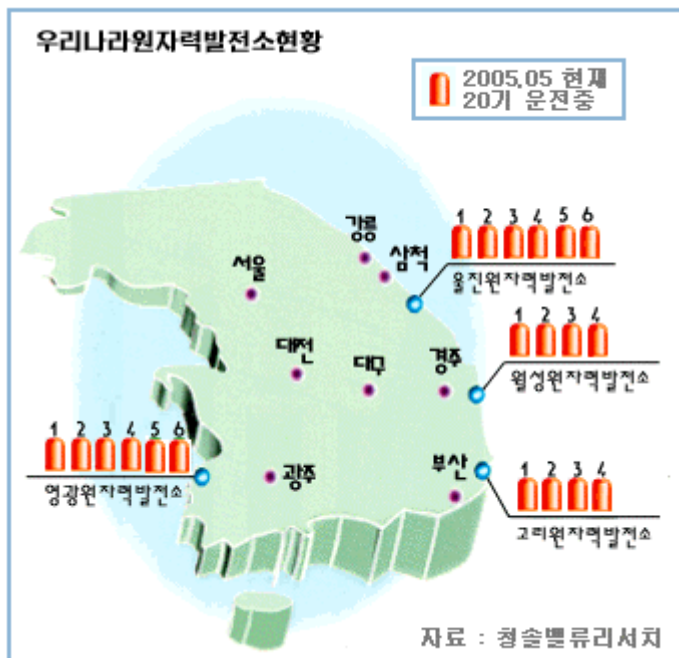 우리나라원자력발전소현황
2005.05 현재
20기 운전중
1 2 3 4 5 6
울진원자력발전소
강릉
삼척
서울
1 2 3 4
월성원자력발전소
대전
대구
경주
1 2 3 4 5 6
영광원자력발전소
광주
부산
1 2 3 4
고리원자력발전소
자료 : 청솔밸류리서치